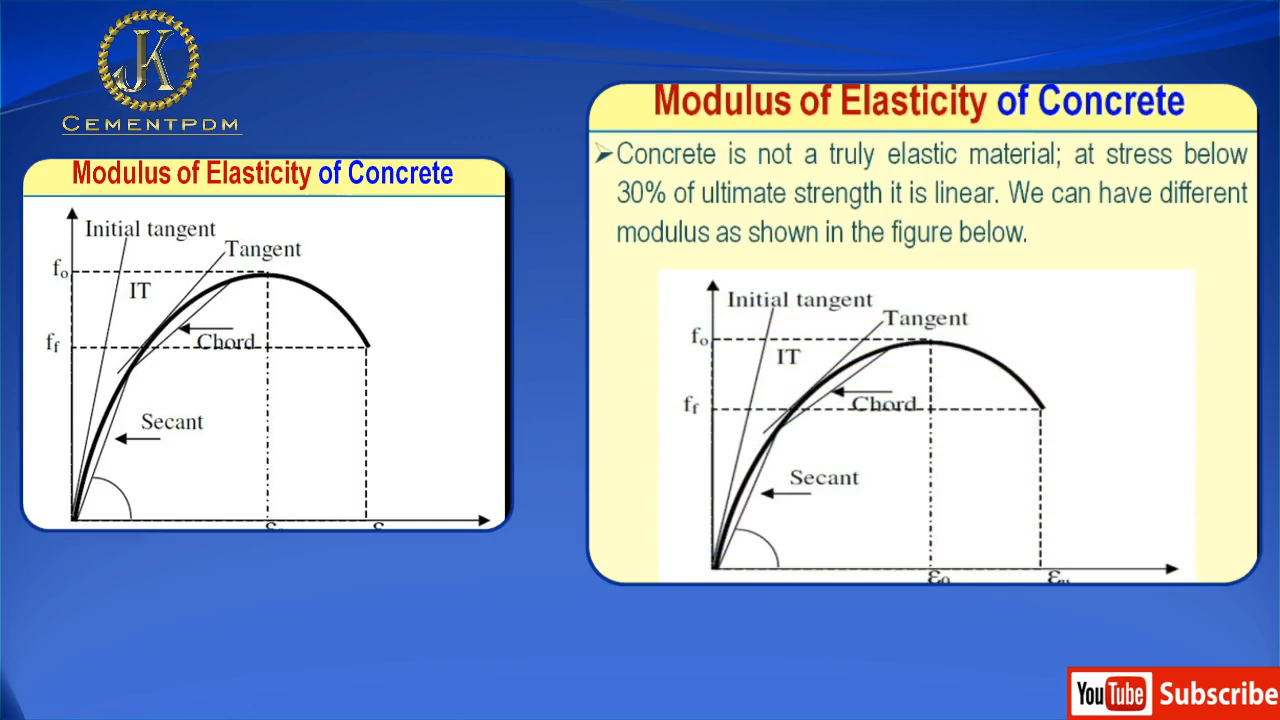 JK
CEMENTPDM
Modulus of Elasticity of Concrete
Initial tangent
Tangent
fo
IT
ff
Chord
Secant
Modulus of Elasticity of Concrete
➢Concrete is not a truly elastic material; at stress below
30% of ultimate strength it is linear. We can have different
modulus as shown in the figure below.
Initial tangent
Tangent
fo
IT
ff
Chord
Secant
εo εu
YouTube Subscribe